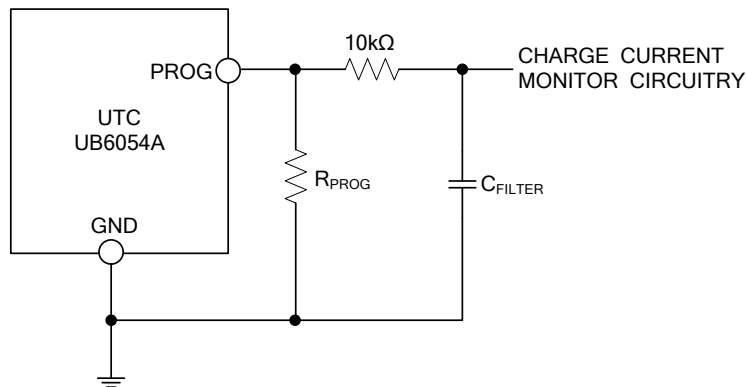 10kΩ
PROG
CHARGE CURRENT
MONITOR CIRCUITRY
UTC
UB6054A
RPROG
CFILTER
GND